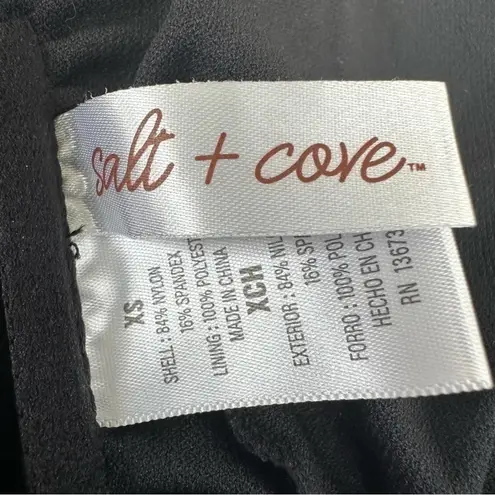 salt + cove™
XS
SHELL : 84% NYLON
16% SPANDEX
LINING : 100% POLYEST
MADE IN CHINA
XCH
EXTERIOR : 84% NIL
16% SPA
FORRO : 100% POL
HECHO EN CH
RN 13673